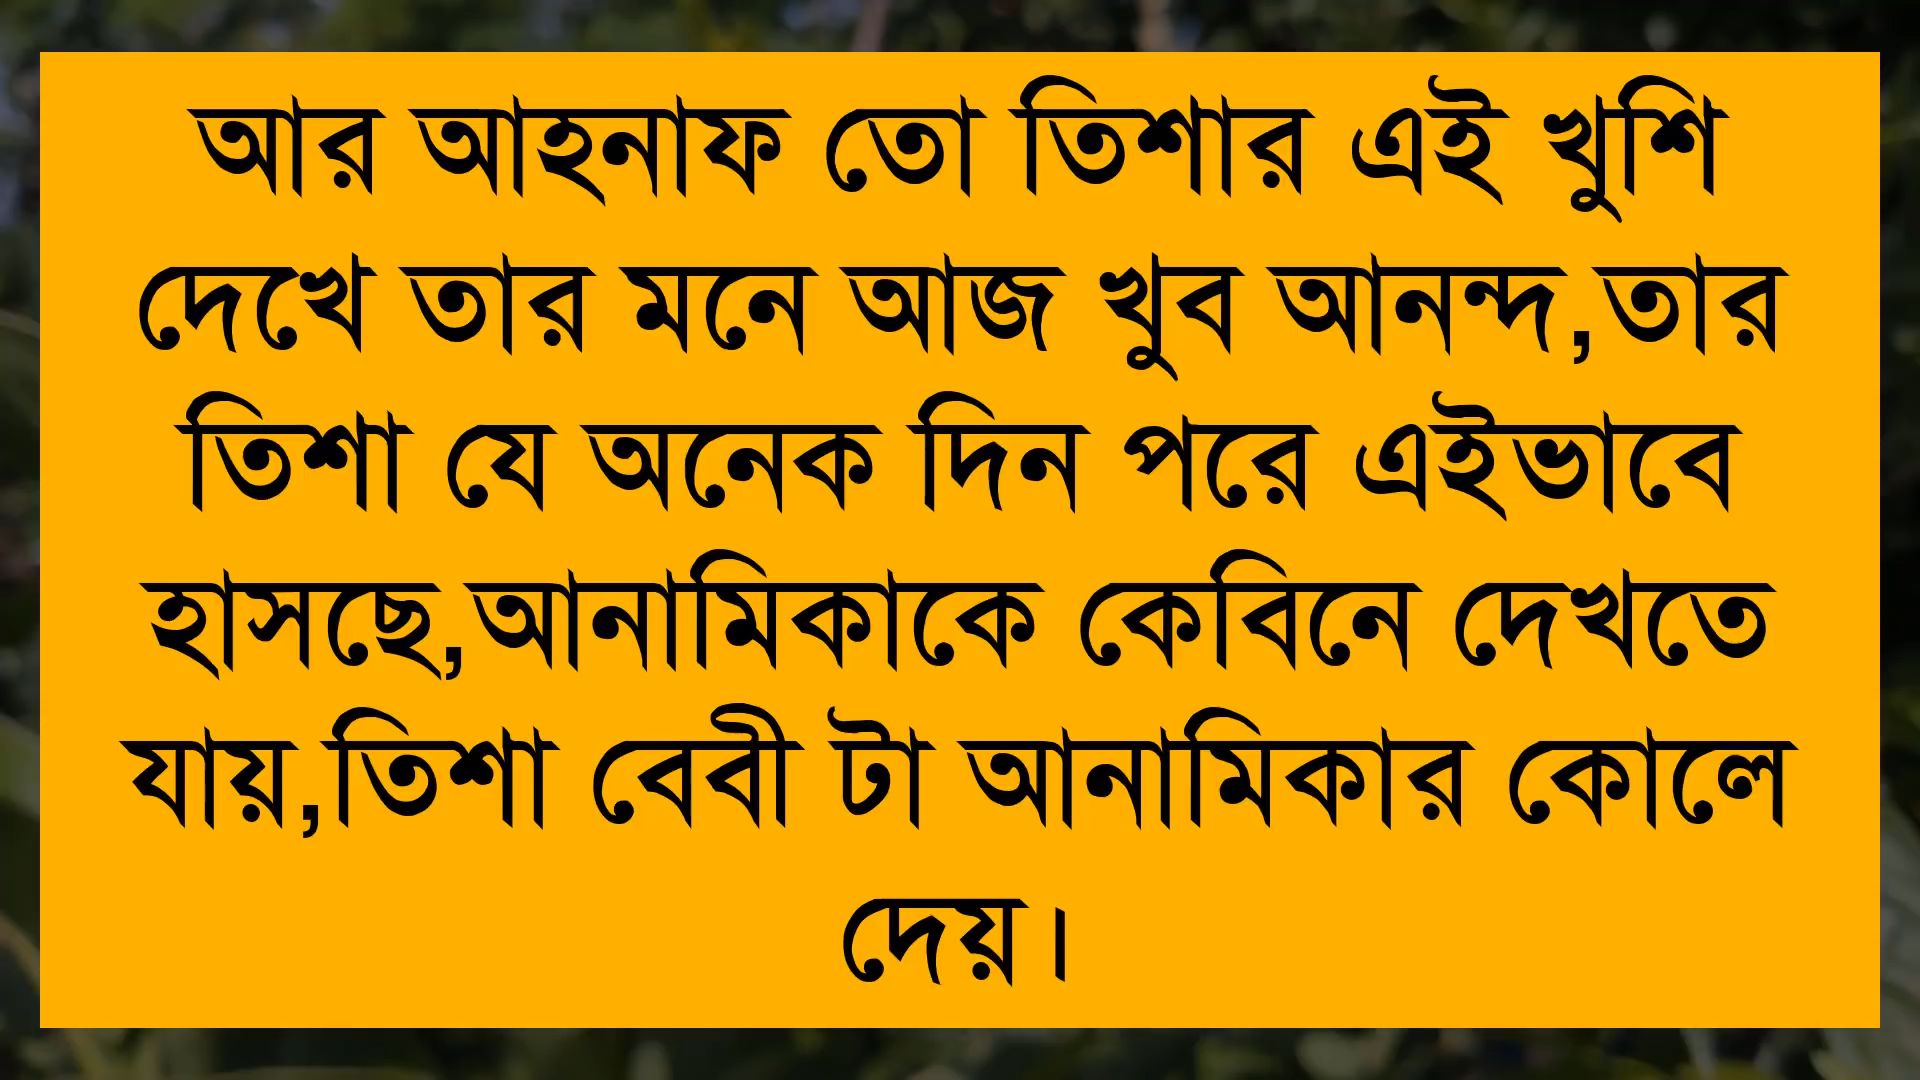 আর আহনাফ তো তিশার এই খুশি
দেখে তার মনে আজ খুব আনন্দ,তার
তিশা যে অনেক দিন পরে এইভাবে
হাসছে,আনামিকাকে কেবিনে দেখতে
যায়,তিশা বেবী টা আনামিকার কোলে
দেয়।